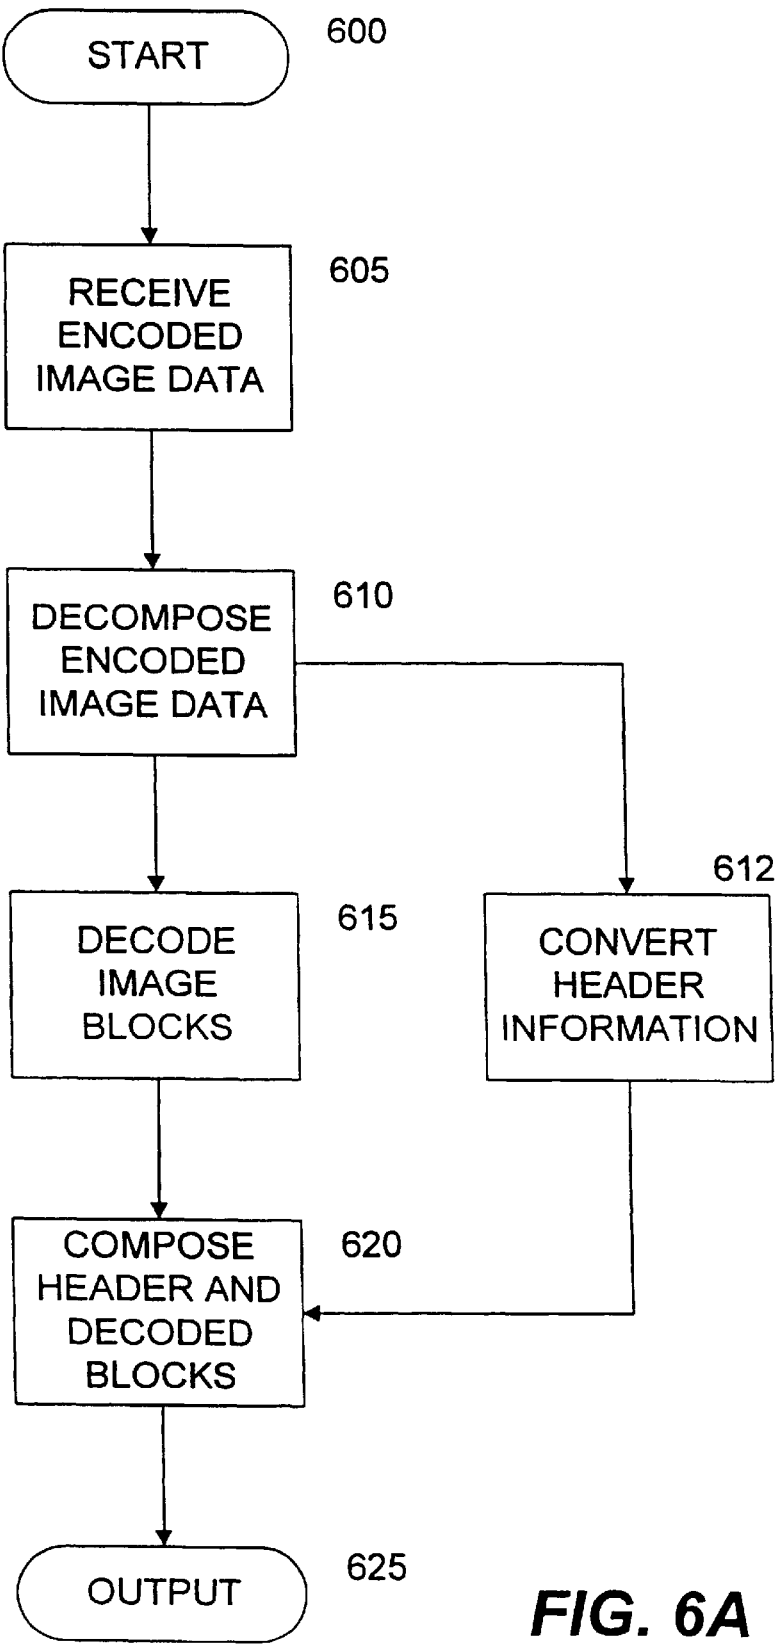 START
600
RECEIVE
ENCODED
IMAGE DATA
605
DECOMPOSE
ENCODED
IMAGE DATA
610
DECODE
IMAGE
BLOCKS
615
CONVERT
HEADER
INFORMATION
612
COMPOSE
HEADER AND
DECODED
BLOCKS
620
OUTPUT
625
FIG. 6A